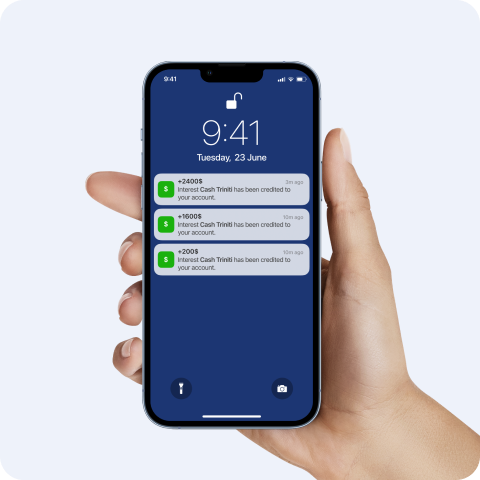 9:41
9:41
Tuesday, 23 June
+2400$
3m ago
$
Interest Cash Triniti has been credited to
your account.
+1600$
10m ago
$
Interest Cash Triniti has been credited to
your account.
+200$
10m ago
$
Interest Cash Triniti has been credited to
your account.